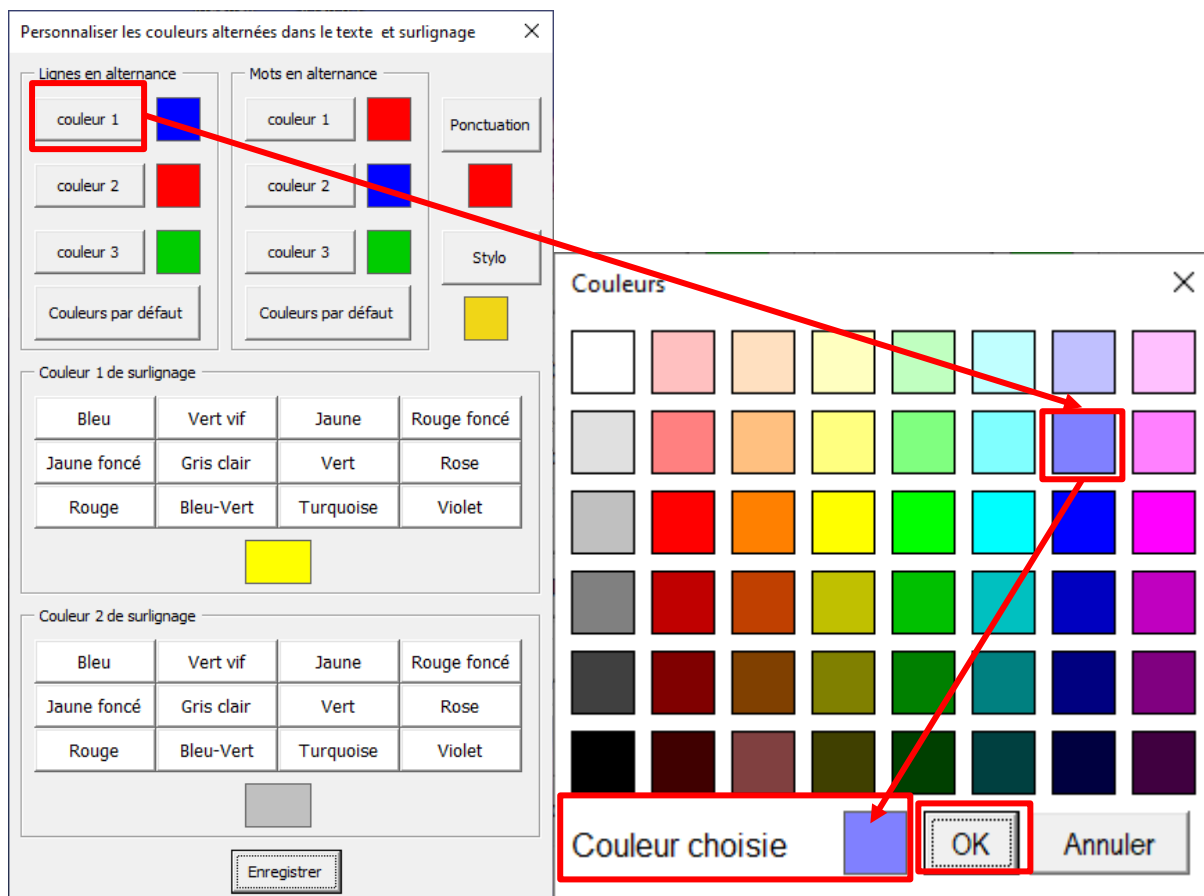 Personnaliser les couleurs alternées dans le texte et surlignage
Lignes en alternance
couleur 1
couleur 2
couleur 3
Couleurs par défaut
Mots en alternance
couleur 1
couleur 2
couleur 3
Couleurs par défaut
Ponctuation
Stylo
Couleur 1 de surlignage
Bleu Vert vif Jaune Rouge foncé
Jaune foncé Gris clair Vert Rose
Rouge Bleu-Vert Turquoise Violet
Couleur 2 de surlignage
Bleu Vert vif Jaune Rouge foncé
Jaune foncé Gris clair Vert Rose
Rouge Bleu-Vert Turquoise Violet
Enregistrer
Couleurs
Couleur choisie
OK
Annuler